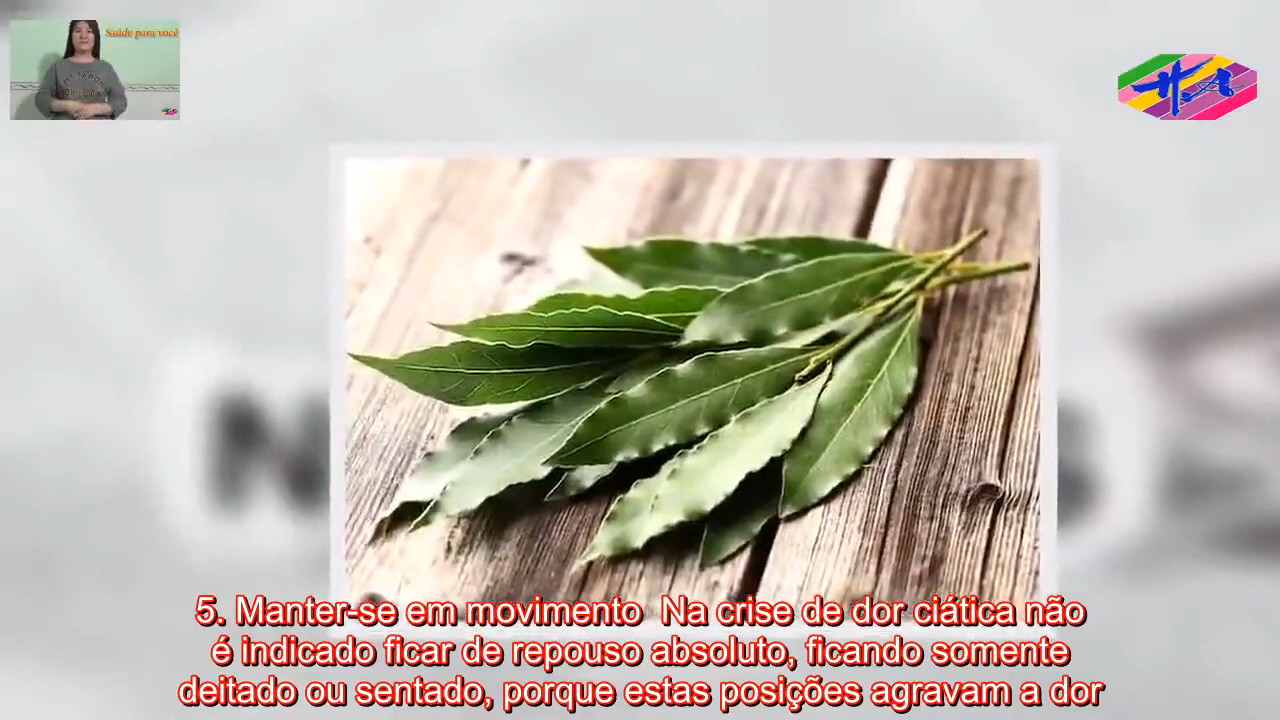 Saúde para você
5. Manter-se em movimento Na crise de dor ciática não
é indicado ficar de repouso absoluto, ficando somente
deitado ou sentado, porque estas posições agravam a dor